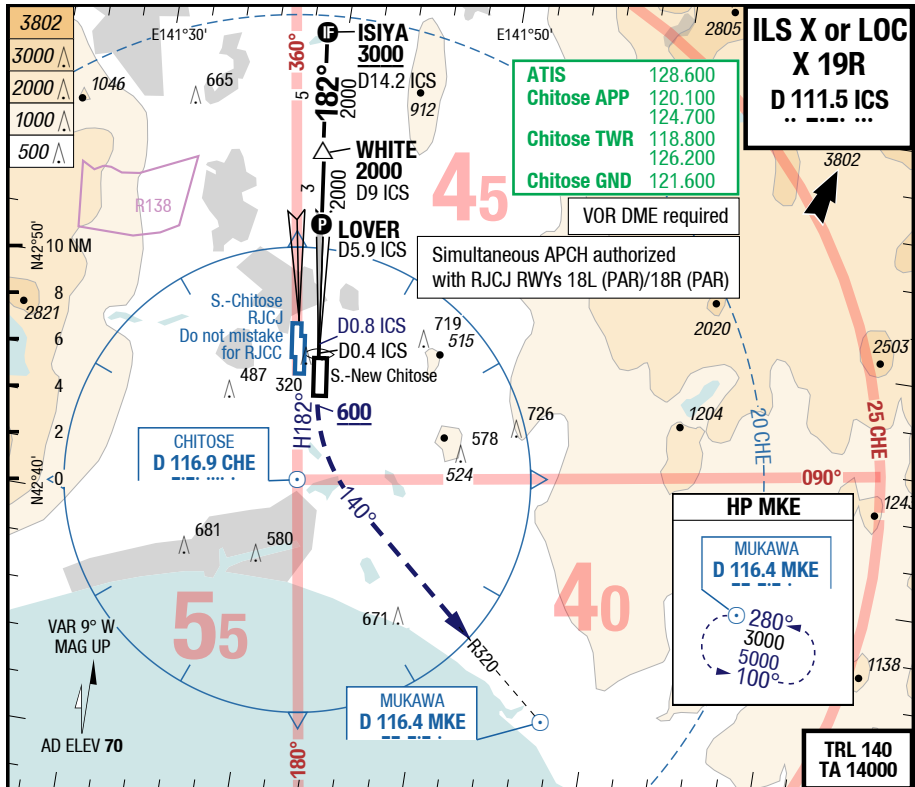 3802
3000
2000
1000
500
E141°30'
360°
IF
ISIYA
3000
D14.2 ICS
182°
2000
5
E141°50'
2805
ILS X or LOC
X 19R
D 111.5 ICS
1046
665
912
ATIS 128.600
Chitose APP 120.100
124.700
Chitose TWR 118.800
126.200
Chitose GND 121.600
3802
WHITE
2000
D9 ICS
3
2000
45
R138
VOR DME required
P
LOVER
D5.9 ICS
N42°50'
10 NM
Simultaneous APCH authorized
with RJCJ RWYs 18L (PAR)/18R (PAR)
8
2821
S.-Chitose
RJCJ
Do not mistake
for RJCC
D0.8 ICS
D0.4 ICS
719
515
2020
6
2503
S.-New Chitose
487
320
4
H182°
600
726
1204
20 CHE
25 CHE
2
578
524
CHITOSE
D 116.9 CHE
N42°40'
0
090°
140°
1243
681
580
HP MKE
MUKAWA
D 116.4 MKE
280°
3000
5000
100°
55
40
671
R320
VAR 9° W
MAG UP
1138
MUKAWA
D 116.4 MKE
AD ELEV 70
180°
TRL 140
TA 14000